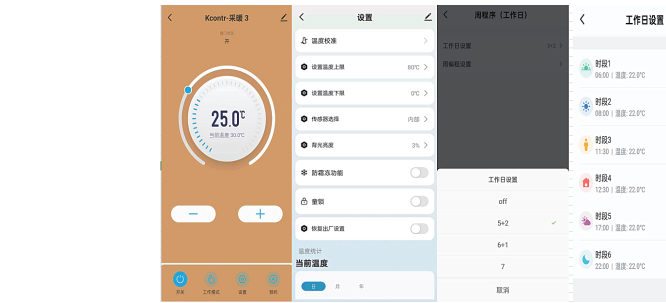 Kcontr-采暖 3
开
25.0℃
当前温度 30.0℃
开关
工作模式
设置
预约
设置
温度校准
设置温度上限
80℃
设置温度下限
0℃
传感器选择
内部
背光亮度
3%
防霜冻功能
童锁
恢复出厂设置
温度统计
当前温度
日
月
年
周程序（工作日）
工作日设置
5+2
周编程设置
工作日设置
off
5+2
6+1
7
取消
工作日设置
时段1
06:00 | 温度: 22.0℃
时段2
08:00 | 温度: 22.0℃
时段3
11:30 | 温度: 22.0℃
时段4
12:30 | 温度: 22.0℃
时段5
17:00 | 温度: 22.0℃
时段6
22:00 | 温度: 22.0℃